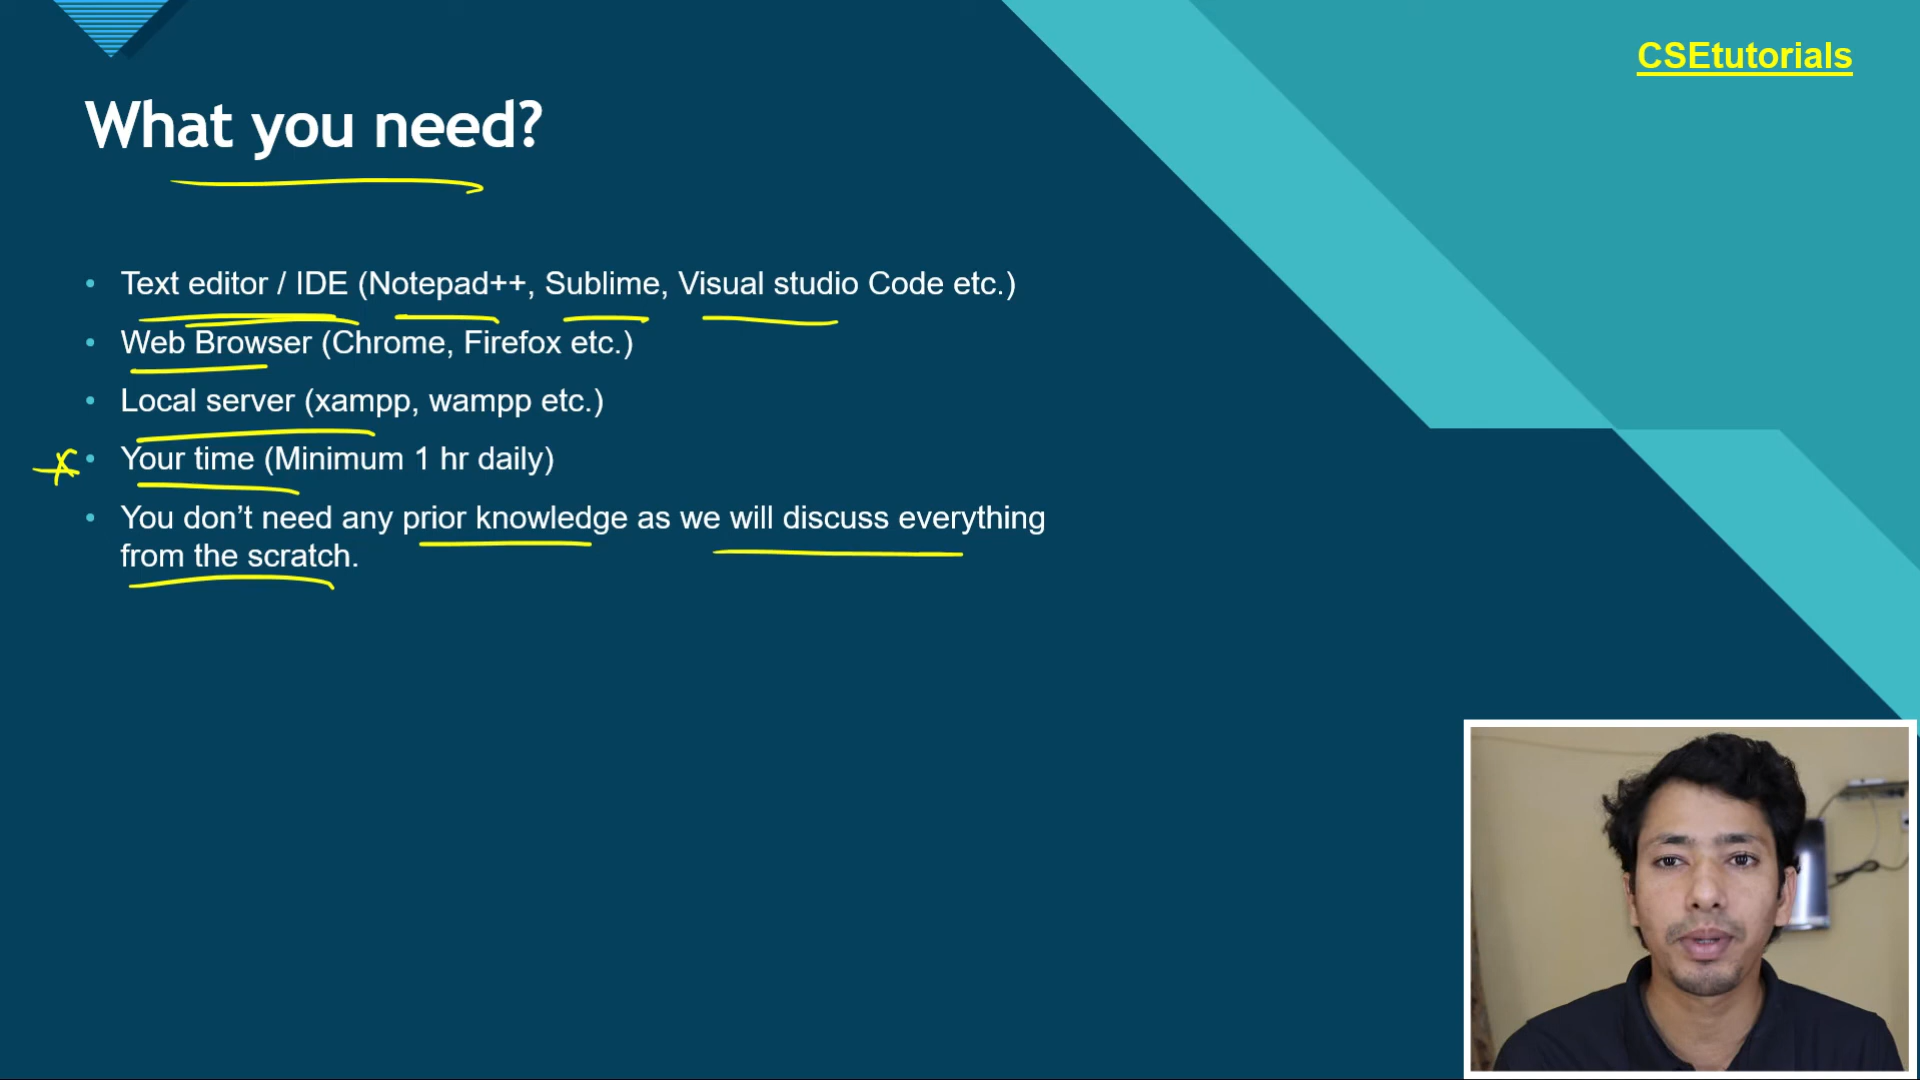 CSEtutorials
What you need?
• Text editor / IDE (Notepad++, Sublime, Visual studio Code etc.)
• Web Browser (Chrome, Firefox etc.)
• Local server (xampp, wampp etc.)
• Your time (Minimum 1 hr daily)
• You don’t need any prior knowledge as we will discuss everything
from the scratch.